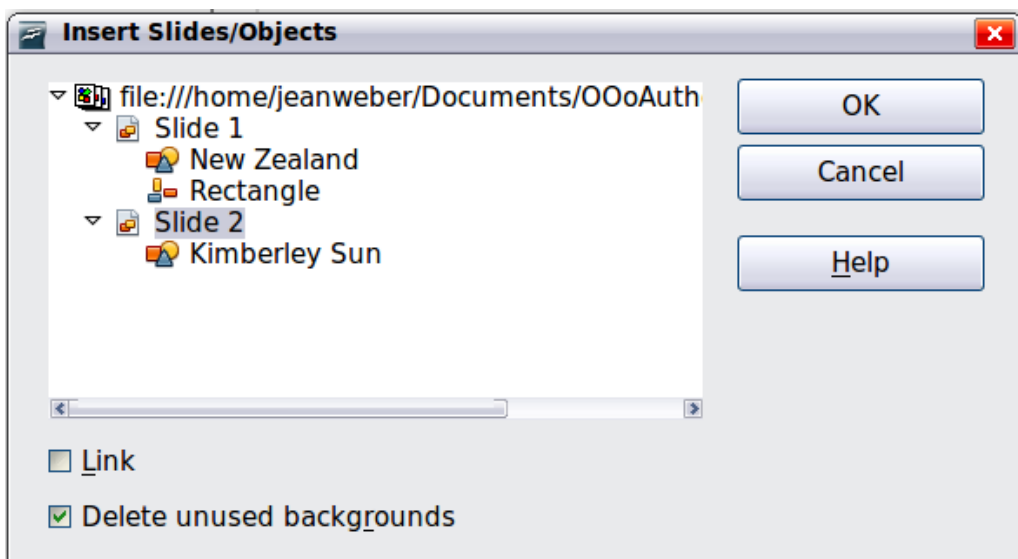 Insert Slides/Objects
file:///home/jeanweber/Documents/OOoAuth
Slide 1
New Zealand
Rectangle
Slide 2
Kimberley Sun
OK
Cancel
Help
Link
Delete unused backgrounds